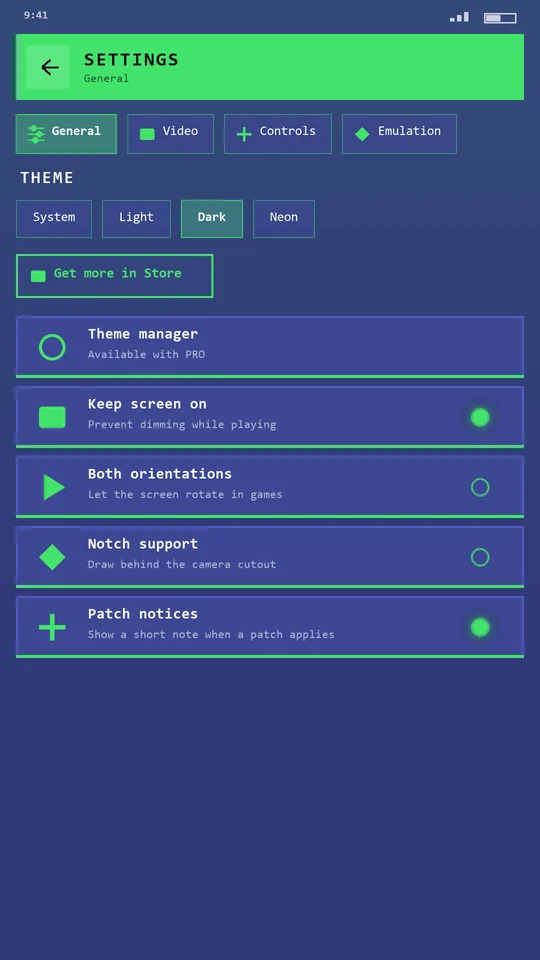 9:41
SETTINGS
General
General
Video
Controls
Emulation
THEME
System
Light
Dark
Neon
Get more in Store
Theme manager
Available with PRO
Keep screen on
Prevent dimming while playing
Both orientations
Let the screen rotate in games
Notch support
Draw behind the camera cutout
Patch notices
Show a short note when a patch applies